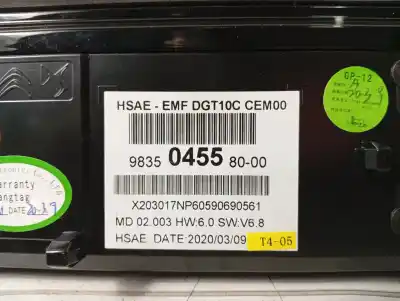 HSAE - EMF DGT10C CEM00
9835 0455 80-00
X203017NP60590690561
MD 02.003 HW:6.0 SW:V6.8
HSAE DATE:2020/03/09
T4-05
QP-12
Warranty
DATE: